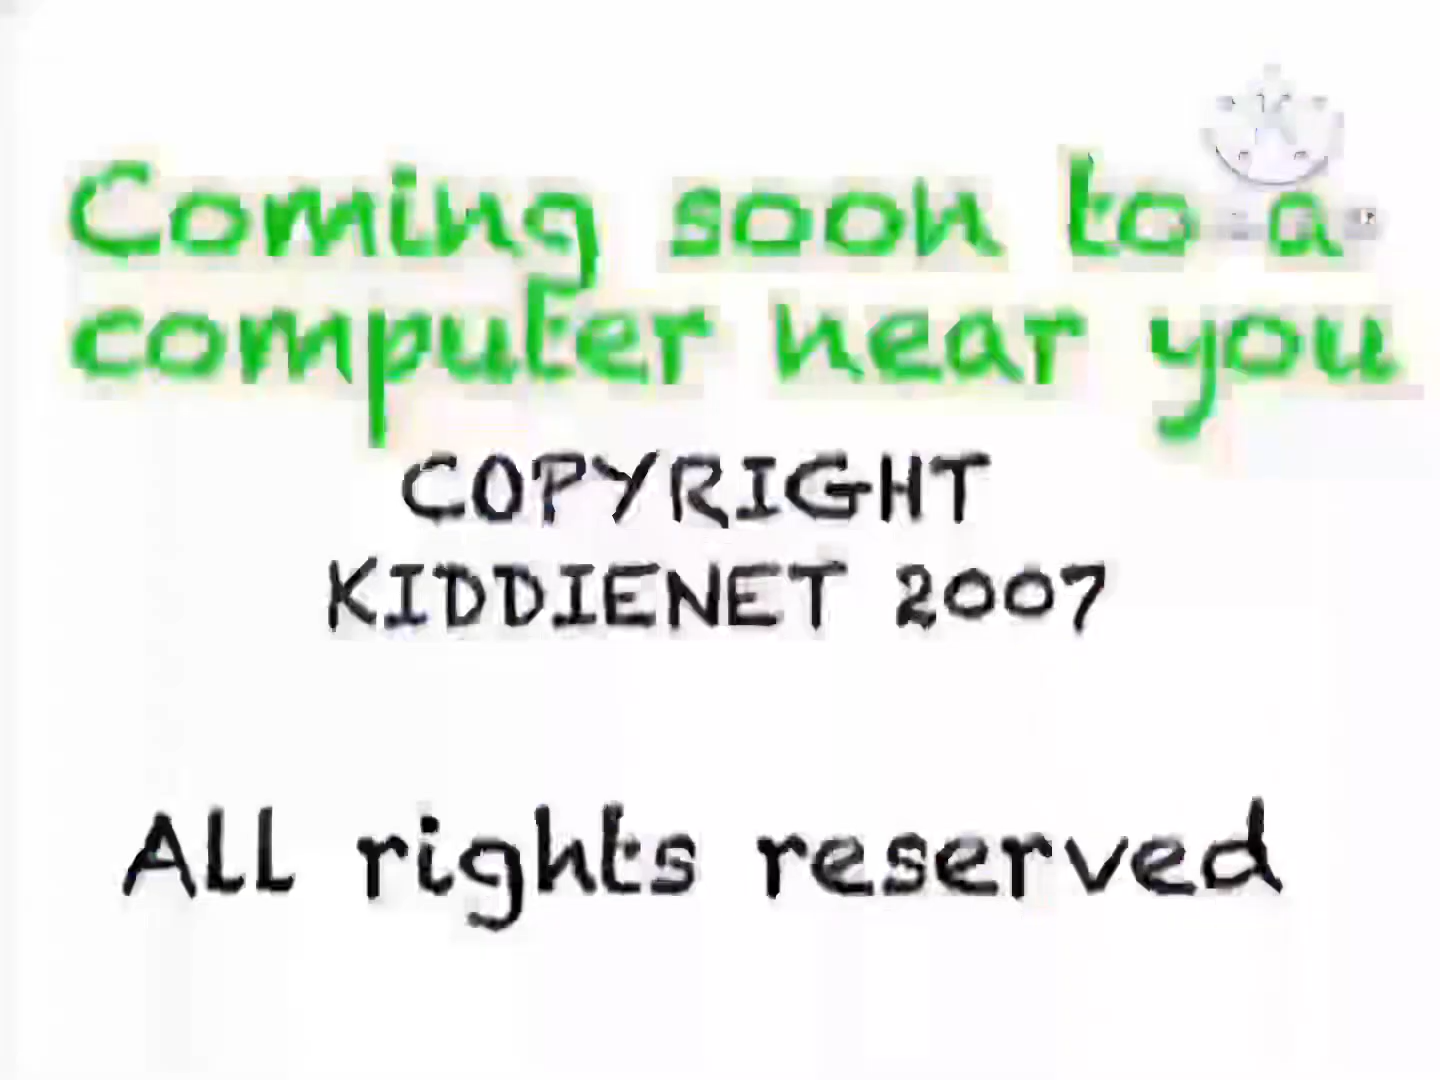 Coming soon to a
computer near you
COPYRIGHT
KIDDIENET 2007
All rights reserved